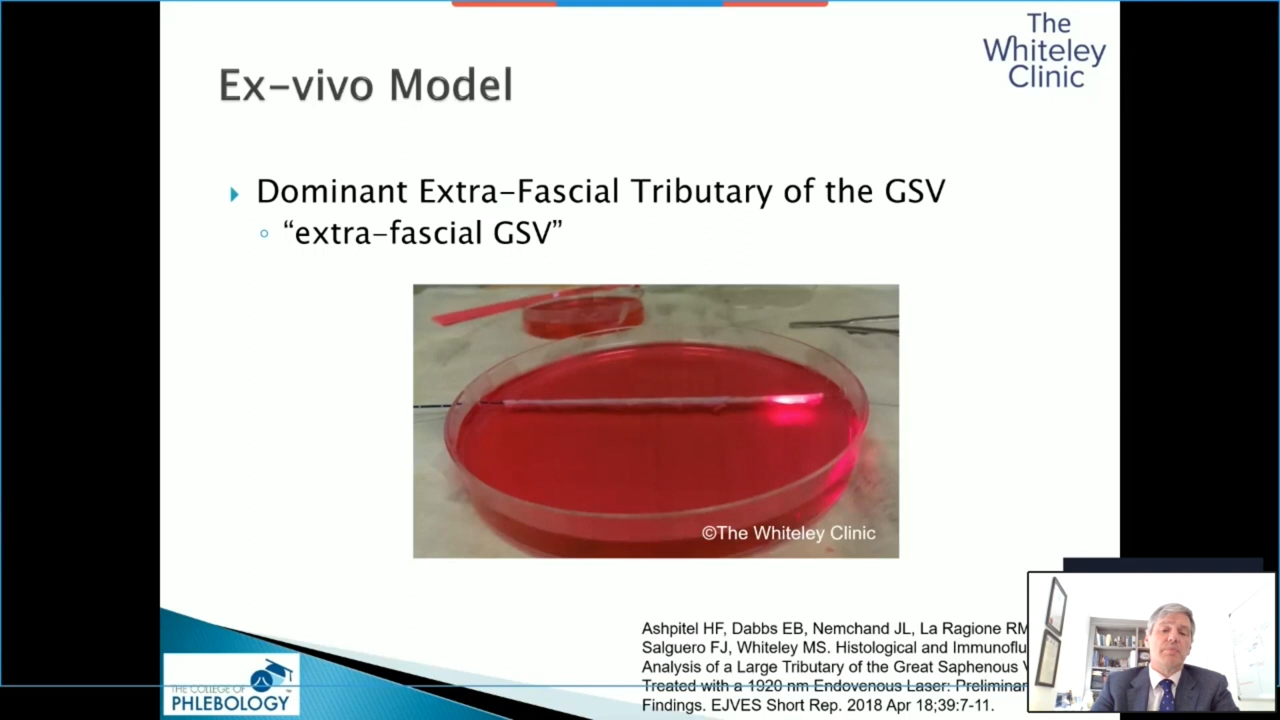 The
Whiteley
Clinic
Ex-vivo Model
Dominant Extra-Fascial Tributary of the GSV
“extra-fascial GSV”
©The Whiteley Clinic
Ashpitel HF, Dabbs EB, Nemchand JL, La Ragione RM
Salguero FJ, Whiteley MS. Histological and Immunoflu
Analysis of a Large Tributary of the Great Saphenous
Treated with a 1920 nm Endovenous Laser: Preliminar
Findings. EJVES Short Rep. 2018 Apr 18;39:7-11.
THE COLLEGE OF
PHLEBOLOGY